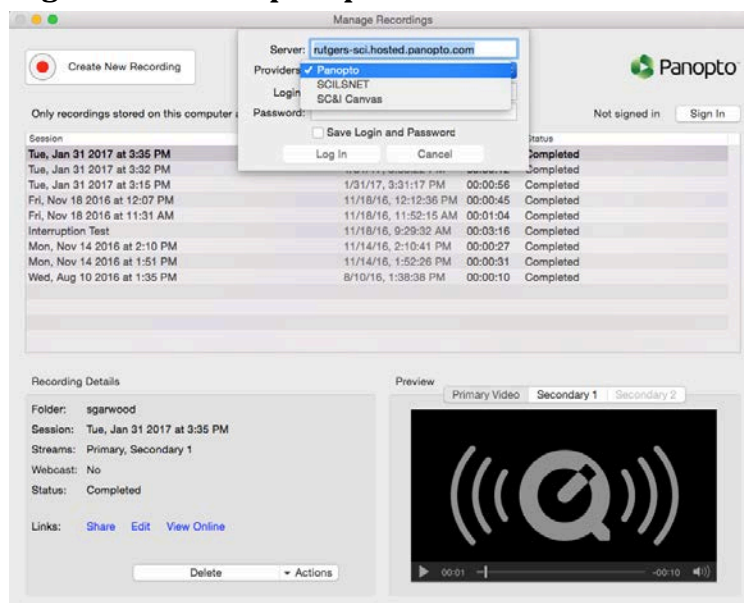 Manage Recordings
Server: rutgers-sci.hosted.panopto.com
Create New Recording
Providers ✓ Panopto
SCILSNET
SC&I Canvas
Panopto
Login
Only recordings stored on this computer
Password:
Not signed in Sign In
Save Login and Password
Log In Cancel
Session Status
Tue, Jan 31 2017 at 3:35 PM Completed
Tue, Jan 31 2017 at 3:32 PM Completed
Tue, Jan 31 2017 at 3:15 PM 1/31/17, 3:31:17 PM 00:00:56 Completed
Fri, Nov 18 2016 at 12:07 PM 11/18/16, 12:12:36 PM 00:00:45 Completed
Fri, Nov 18 2016 at 11:31 AM 11/18/16, 11:52:15 AM 00:01:04 Completed
Interruption Test 11/18/16, 9:29:32 AM 00:03:16 Completed
Mon, Nov 14 2016 at 2:10 PM 11/14/16, 2:10:41 PM 00:00:27 Completed
Mon, Nov 14 2016 at 1:51 PM 11/14/16, 1:52:26 PM 00:00:31 Completed
Wed, Aug 10 2016 at 1:35 PM 8/10/16, 1:38:38 PM 00:00:10 Completed
Recording Details
Preview
Primary Video Secondary 1 Secondary 2
Folder: sgarwood
Session: Tue, Jan 31 2017 at 3:35 PM
Streams: Primary, Secondary 1
Webcast: No
Status: Completed
Links: Share Edit View Online
Delete Actions
00:01 -00:10